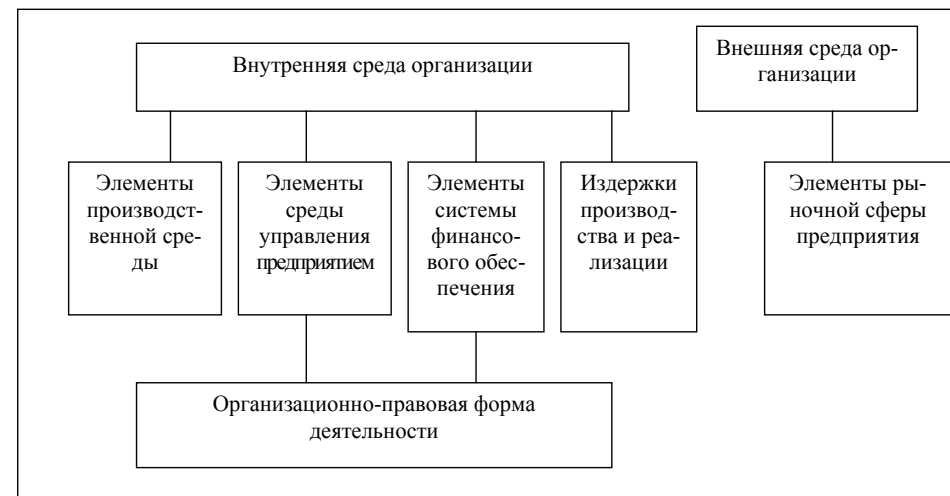 Внутренняя среда организации
Внешняя среда ор-
ганизации
Элементы
производст-
венной сре-
ды
Элементы
среды
управления
предприятием
Элементы
системы
финансо-
вого обес-
печения
Издержки
производ-
ства и реа-
лизации
Элементы ры-
ночной сферы
предприятия
Организационно-правовая форма
деятельности